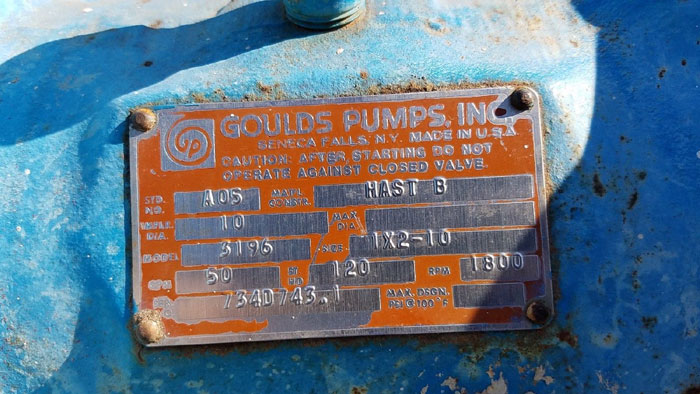 GOULDS PUMPS, INC.
SENECA FALLS, N.Y. MADE IN U.S.A.
CAUTION: AFTER STARTING DO NOT
OPERATE AGAINST CLOSED VALVE.
STD. NO. A05 MAT'L. CONSTR. HAST B
IMPLR. DIA. 10 MAX. DIA.
MODEL 3196 SIZE 1X2-10
GPM 50 FT HD 120 RPM 1800
734D743.1 MAX. DSGN. PSI @ 100°F